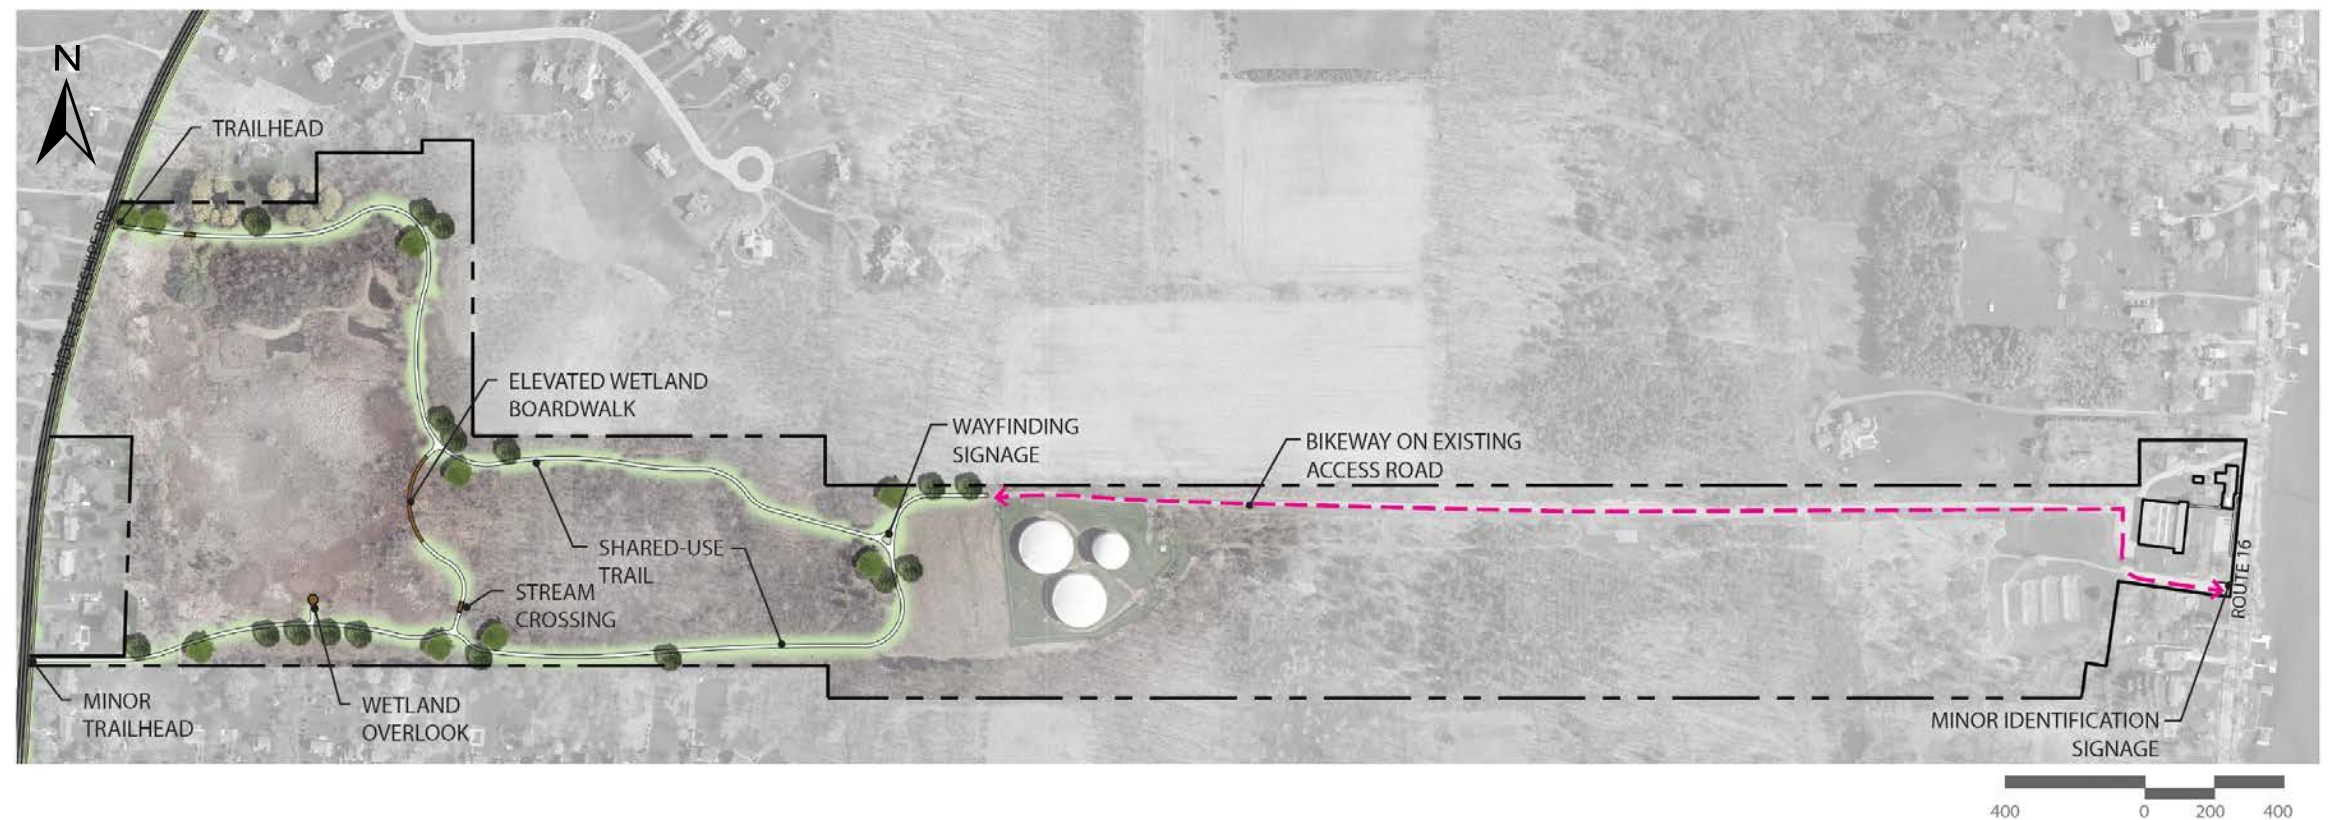 N
TRAILHEAD
ELEVATED WETLAND
BOARDWALK
WAYFINDING
SIGNAGE
BIKEWAY ON EXISTING
ACCESS ROAD
SHARED-USE
TRAIL
STREAM
CROSSING
ROUTE 16
MINOR
TRAILHEAD
WETLAND
OVERLOOK
MINOR IDENTIFICATION
SIGNAGE
400 0 200 400